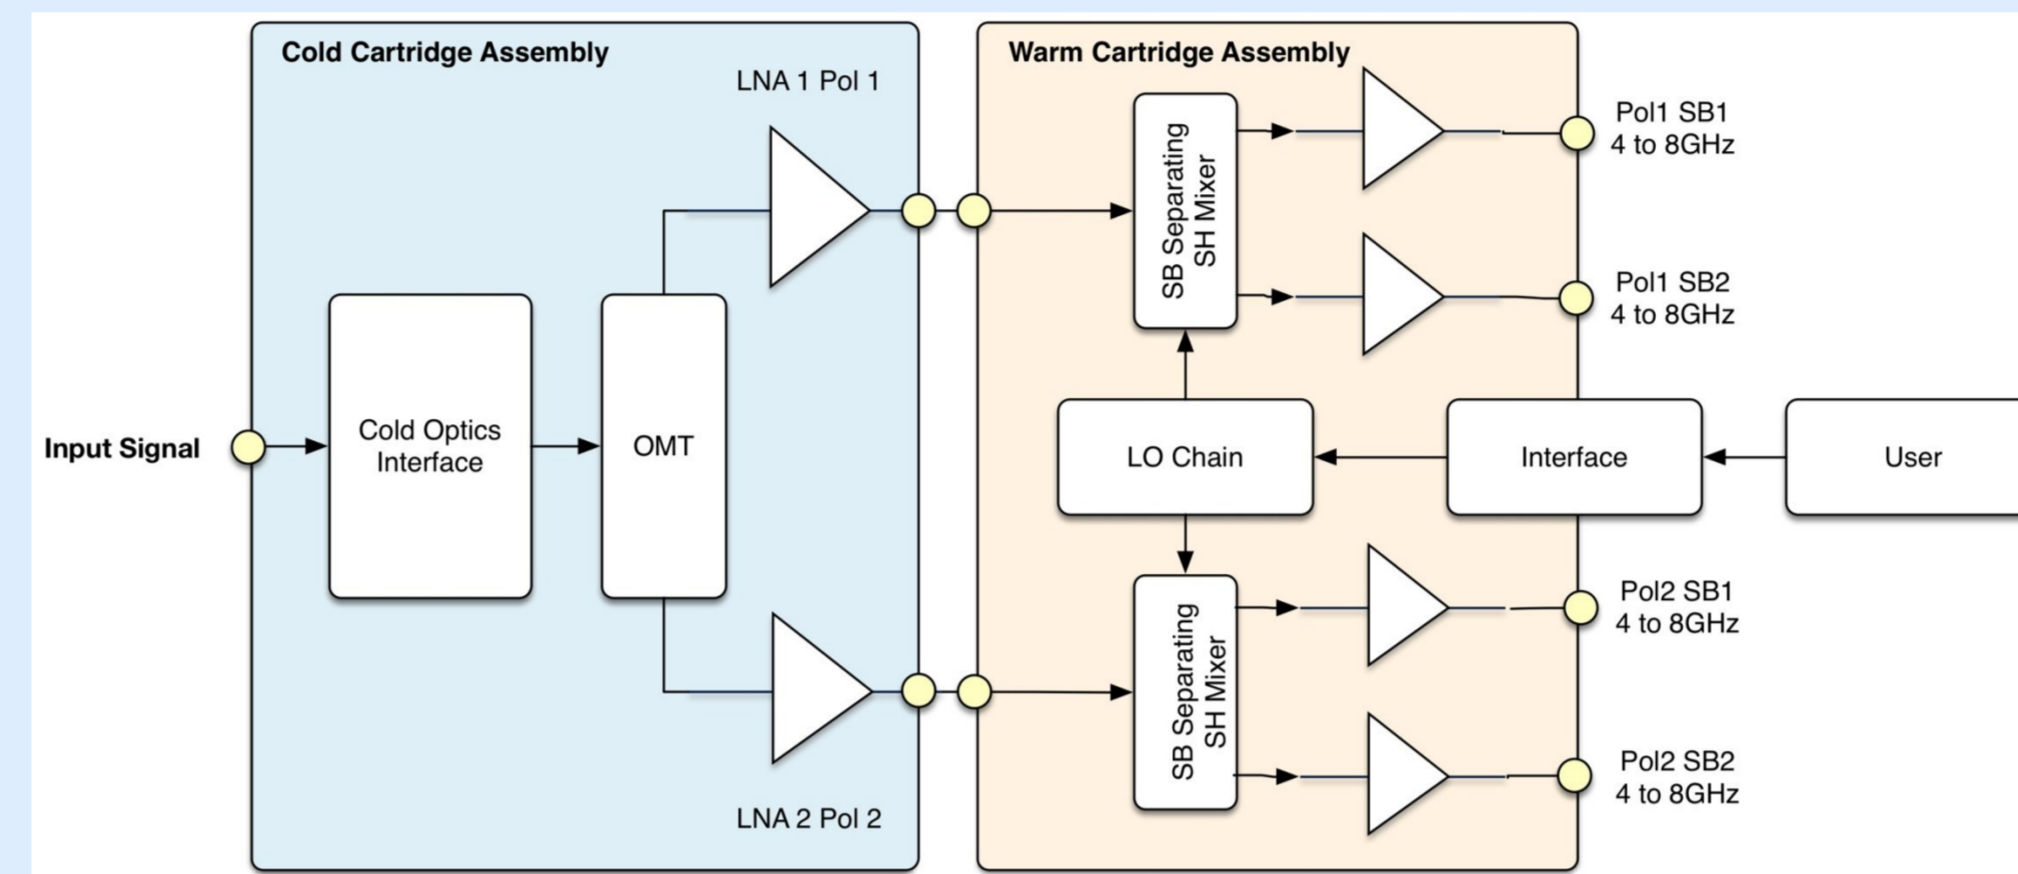 Cold Cartridge Assembly
LNA 1 Pol 1
Input Signal
Cold Optics
Interface
OMT
LNA 2 Pol 2
Warm Cartridge Assembly
SB Separating
SH Mixer
Pol1 SB1
4 to 8GHz
Pol1 SB2
4 to 8GHz
LO Chain
Interface
User
SB Separating
SH Mixer
Pol2 SB1
4 to 8GHz
Pol2 SB2
4 to 8GHz